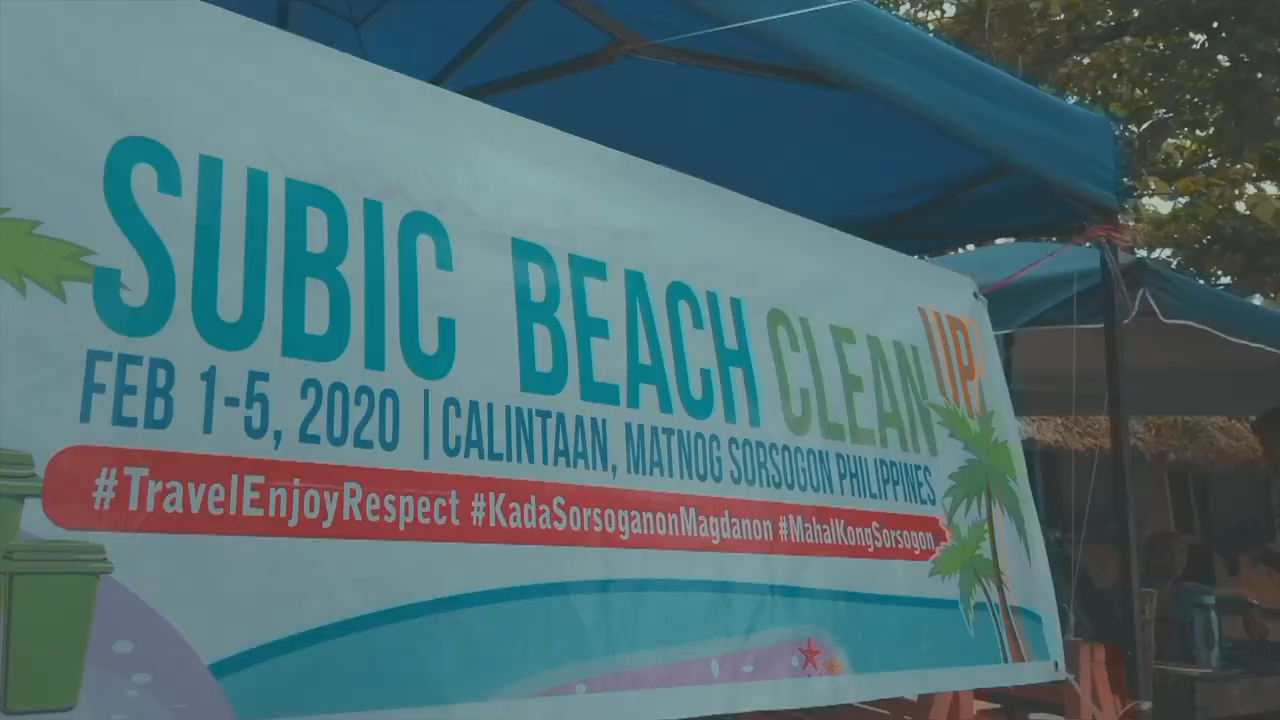 SUBIC BEACH CLEAN UP!
FEB 1-5, 2020 | CALINTAAN, MATNOG SORSOGON PHILIPPINES
#TravelEnjoyRespect #KadaSorsoganonMagdanon #MahalKongSorsogon